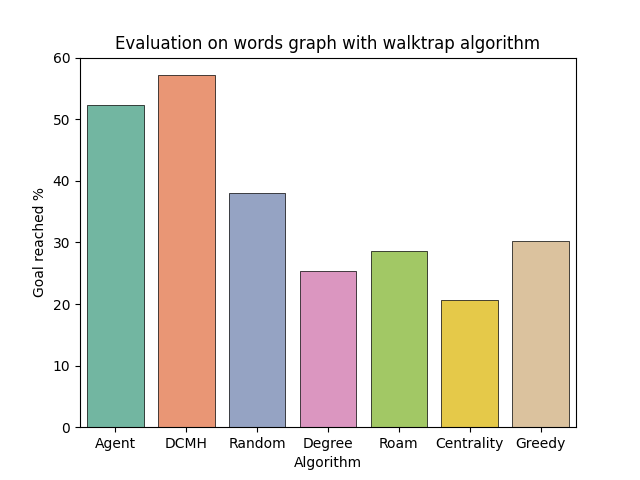 Evaluation on words graph with walktrap algorithm
60
50
40
30
20
10
0
Goal reached %
Agent DCMH Random Degree Roam Centrality Greedy
Algorithm